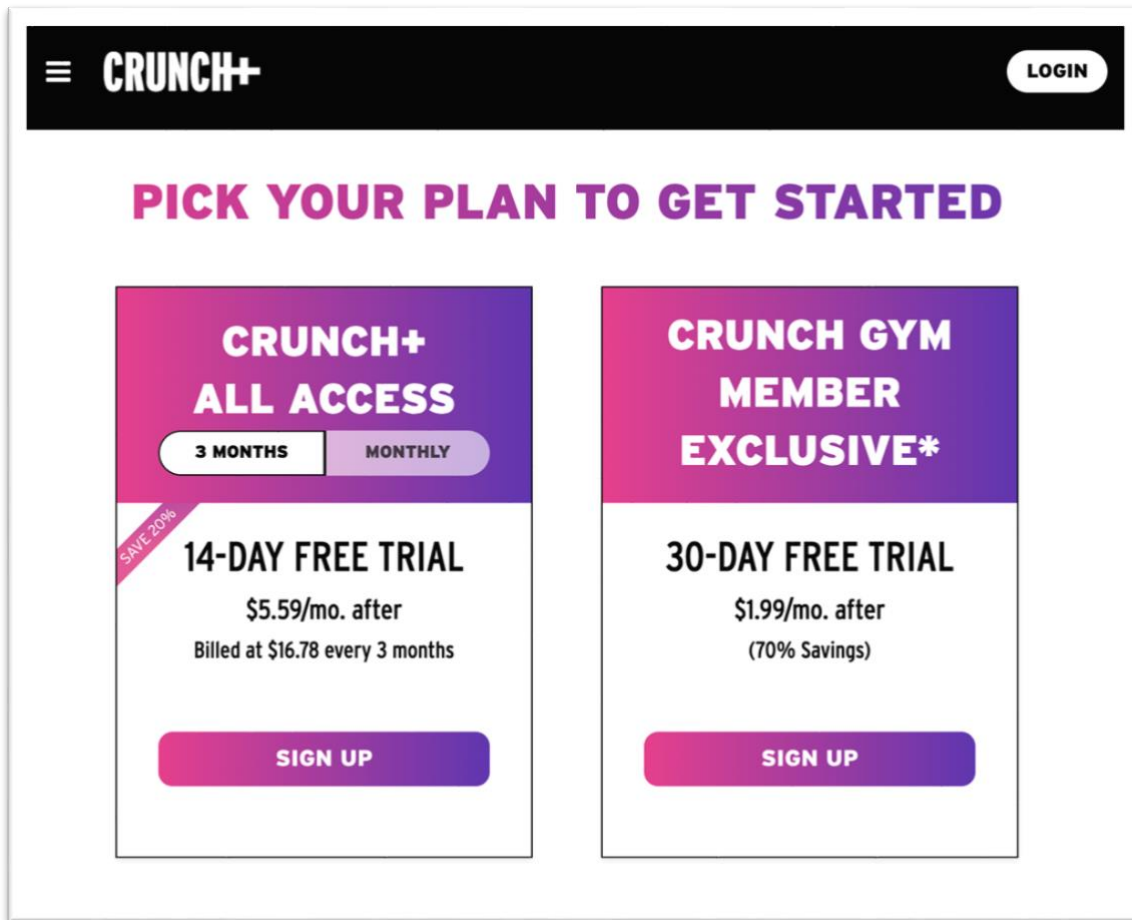 CRUNCH+
LOGIN
PICK YOUR PLAN TO GET STARTED
CRUNCH+
ALL ACCESS
3 MONTHS
MONTHLY
SAVE 20%
14-DAY FREE TRIAL
$5.59/mo. after
Billed at $16.78 every 3 months
SIGN UP
CRUNCH GYM
MEMBER
EXCLUSIVE*
30-DAY FREE TRIAL
$1.99/mo. after
(70% Savings)
SIGN UP